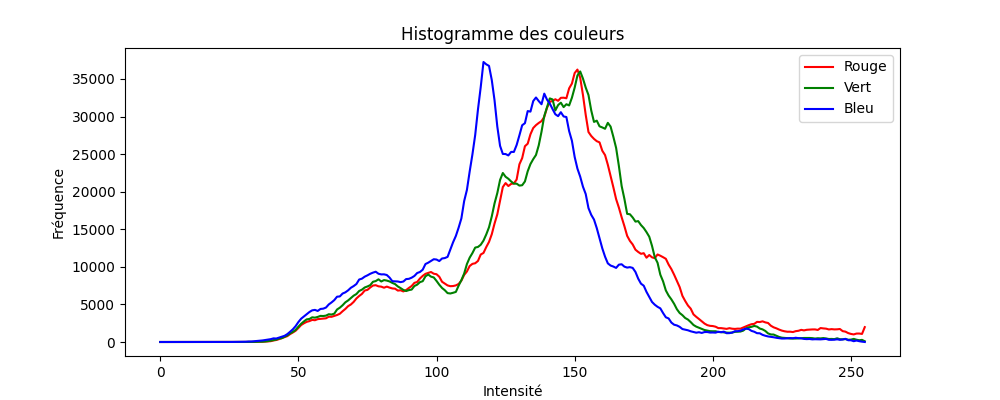 Histogramme des couleurs
Rouge
Vert
Bleu
Fréquence
35000
30000
25000
20000
15000
10000
5000
0
0 50 100 150 200 250
Intensité